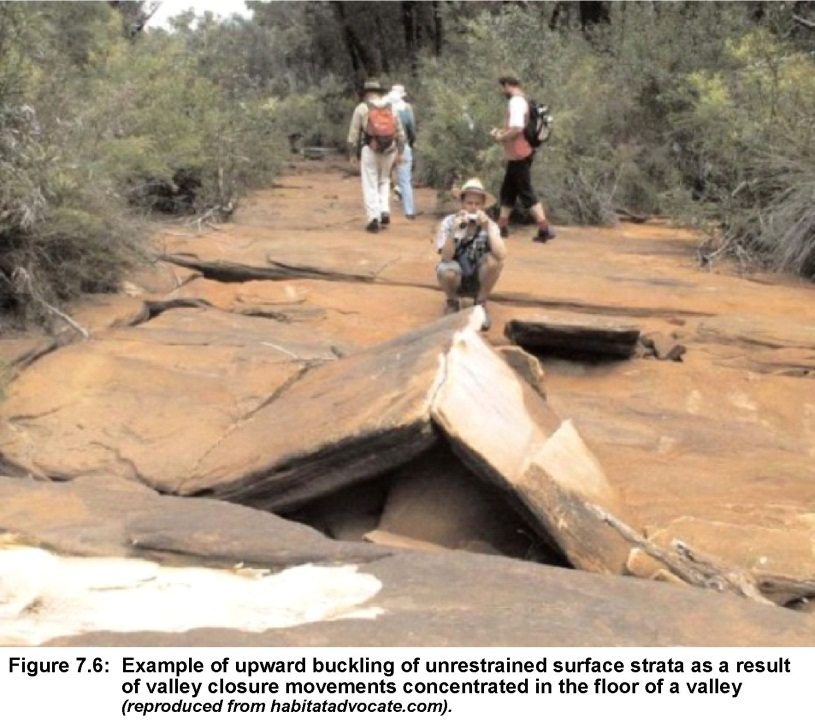 Figure 7.6: Example of upward buckling of unrestrained surface strata as a result
of valley closure movements concentrated in the floor of a valley
(reproduced from habitatadvocate.com).